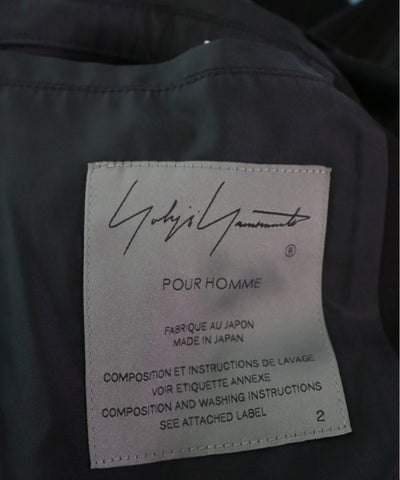 Yohji Yamamoto
®
POUR HOMME
FABRIQUE AU JAPON
MADE IN JAPAN
COMPOSITION ET INSTRUCTIONS DE LAVAGE
VOIR ETIQUETTE ANNEXE
COMPOSITION AND WASHING INSTRUCTIONS
SEE ATTACHED LABEL 2